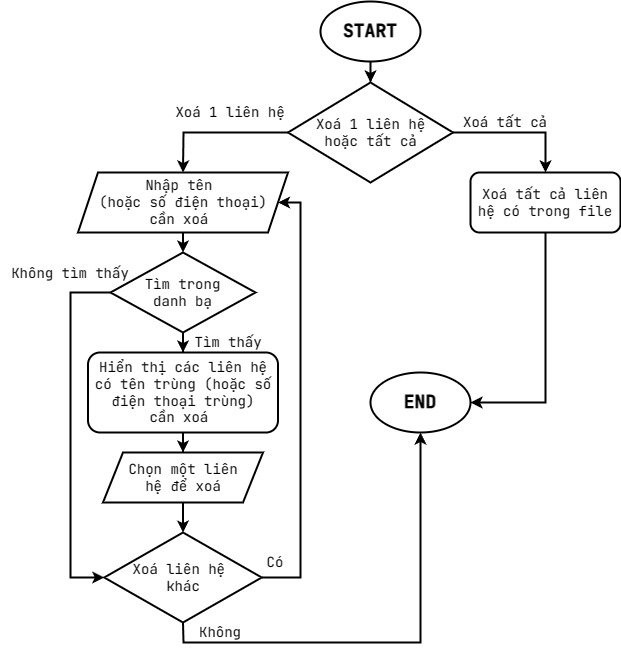 START
Xoá 1 liên hệ
Xoá 1 liên hệ
hoặc tất cả
Xoá tất cả
Nhập tên
(hoặc số điện thoại)
cần xoá
Xoá tất cả liên
hệ có trong file
Không tìm thấy
Tìm trong
danh bạ
Tìm thấy
Hiển thị các liên hệ
có tên trùng (hoặc số
điện thoại trùng)
cần xoá
END
Chọn một liên
hệ để xoá
Xoá liên hệ
khác
Có
Không